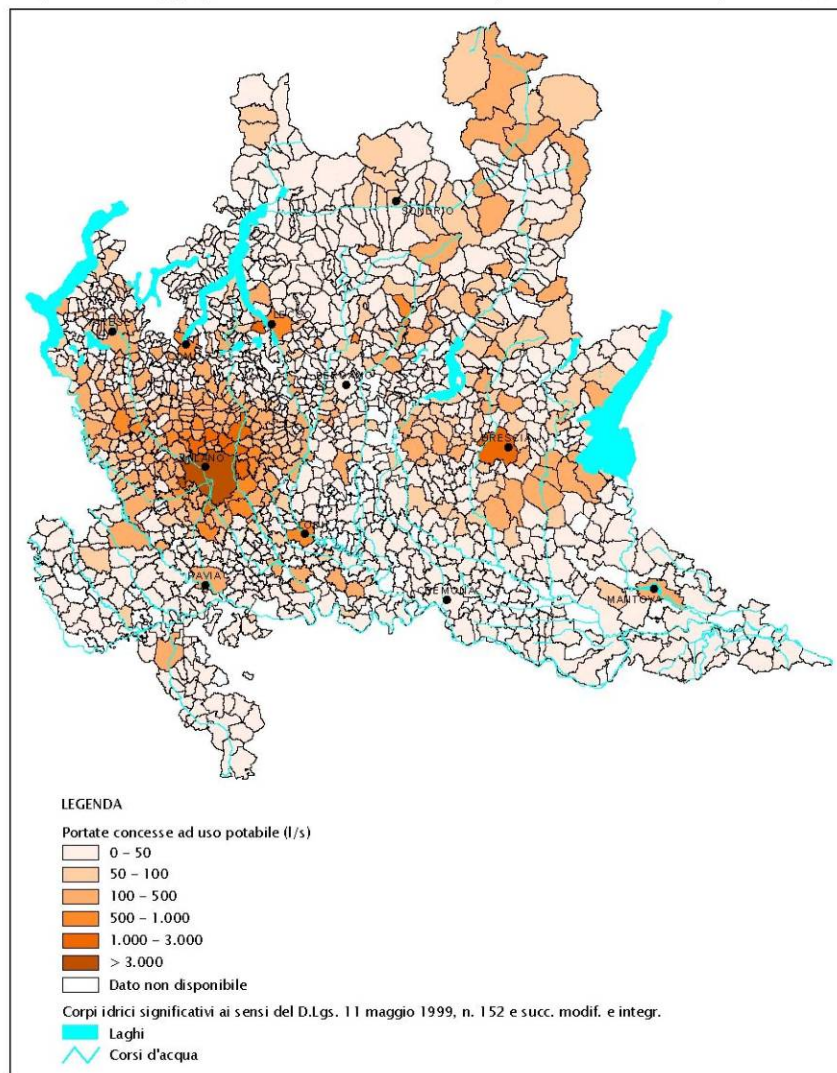 SONDRIO
BRESCIA
MILANO
PAVIA
CREMONA
MANTOVA
LEGENDA
Portate concesse ad uso potabile (l/s)
0 – 50
50 – 100
100 – 500
500 – 1.000
1.000 – 3.000
> 3.000
Dato non disponibile
Corpi idrici significativi ai sensi del D.Lgs. 11 maggio 1999, n. 152 e succ. modif. e integr.
Laghi
Corsi d'acqua